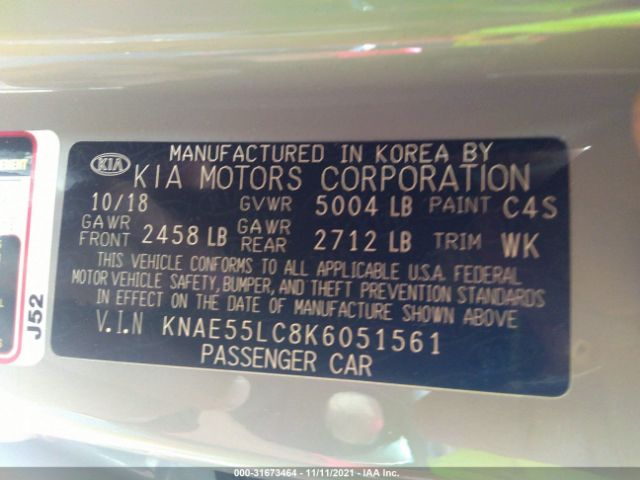 MANUFACTURED IN KOREA BY
KIA KIA MOTORS CORPORATION
10/18 GVWR 5004 LB PAINT C4S
GAWR FRONT 2458 LB GAWR REAR 2712 LB TRIM WK
THIS VEHICLE CONFORMS TO ALL APPLICABLE U.S.A. FEDERAL
MOTOR VEHICLE SAFETY, BUMPER, AND THEFT PREVENTION STANDARDS
IN EFFECT ON THE DATE OF MANUFACTURE SHOWN ABOVE
V.I.N KNAE55LC8K6051561
PASSENGER CAR
J52
000-31673464 - 11/11/2021 - IAA Inc.